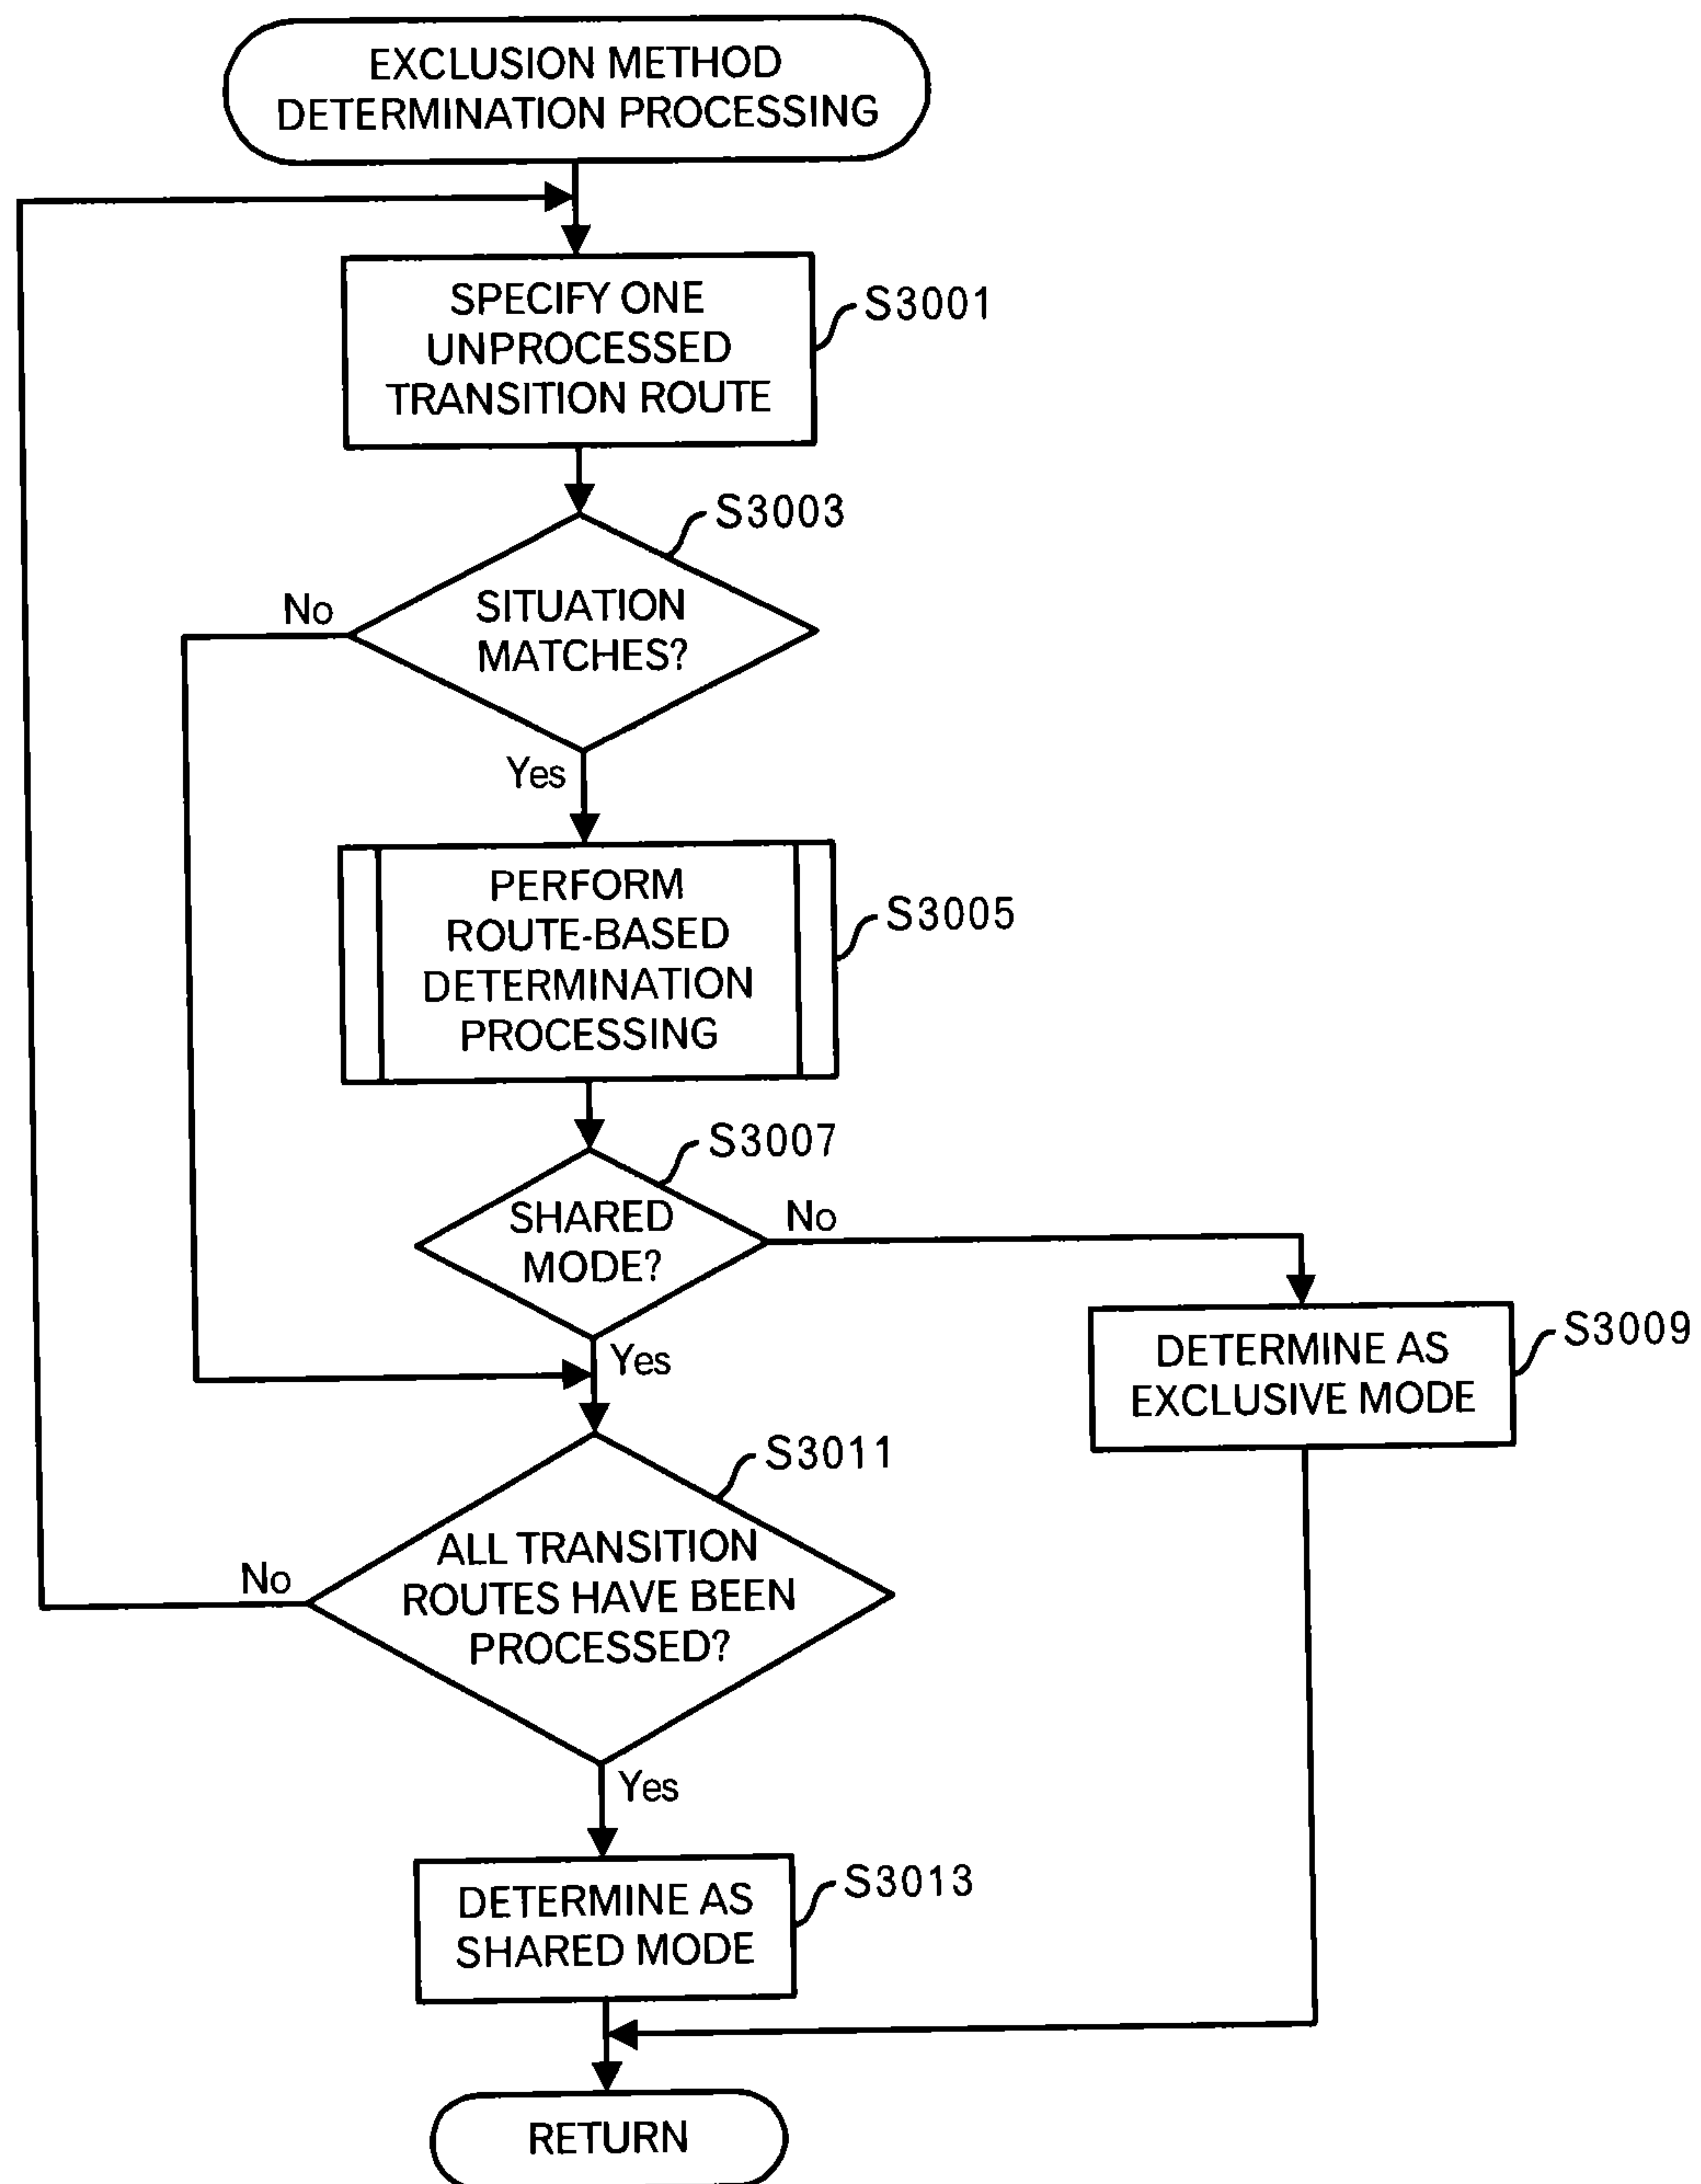 EXCLUSION METHOD
DETERMINATION PROCESSING
SPECIFY ONE
UNPROCESSED
TRANSITION ROUTE
S3001
S3003
SITUATION
MATCHES?
No
Yes
PERFORM
ROUTE-BASED
DETERMINATION
PROCESSING
S3005
S3007
SHARED
MODE?
No
Yes
DETERMINE AS
EXCLUSIVE MODE
S3009
S3011
ALL TRANSITION
ROUTES HAVE BEEN
PROCESSED?
No
Yes
DETERMINE AS
SHARED MODE
S3013
RETURN